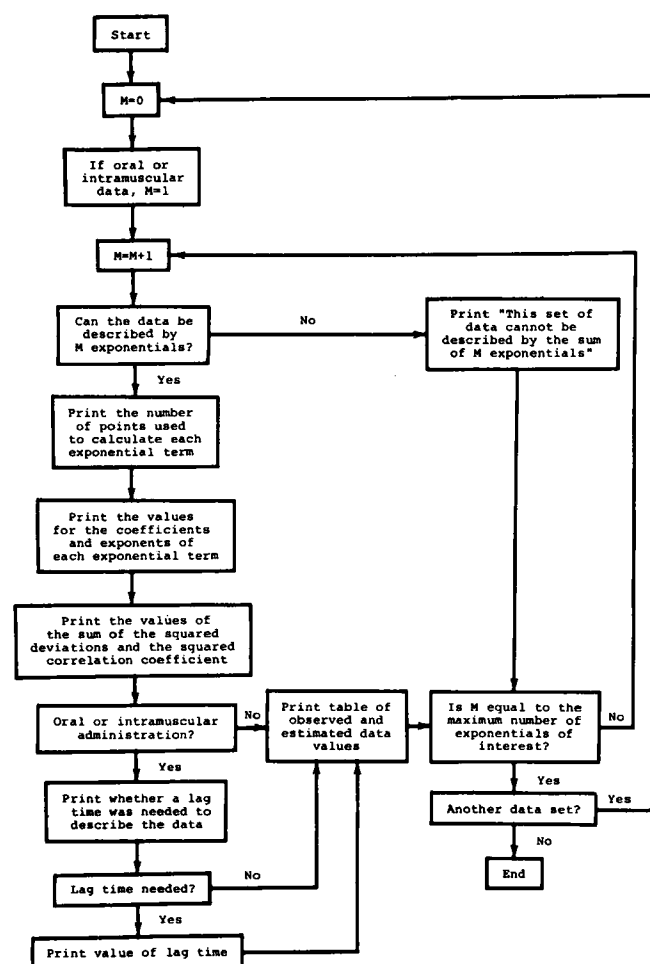 Start
M=0
If oral or
intramuscular
data, M=1
M=M+1
Can the data be
described by
M exponentials?
No
Print "This set of
data cannot be
described by the sum
of M exponentials"
Yes
Print the number
of points used
to calculate each
exponential term
Print the values
for the coefficients
and exponents of
each exponential term
Print the values of
the sum of the squared
deviations and the squared
correlation coefficient
Oral or intramuscular
administration?
No
Print table of
observed and
estimated data
values
Is M equal to the
maximum number of
exponentials of
interest?
No
Yes
Print whether a lag
time was needed to
describe the data
Yes
Another data set?
Yes
No
End
Lag time needed?
No
Yes
Print value of lag time